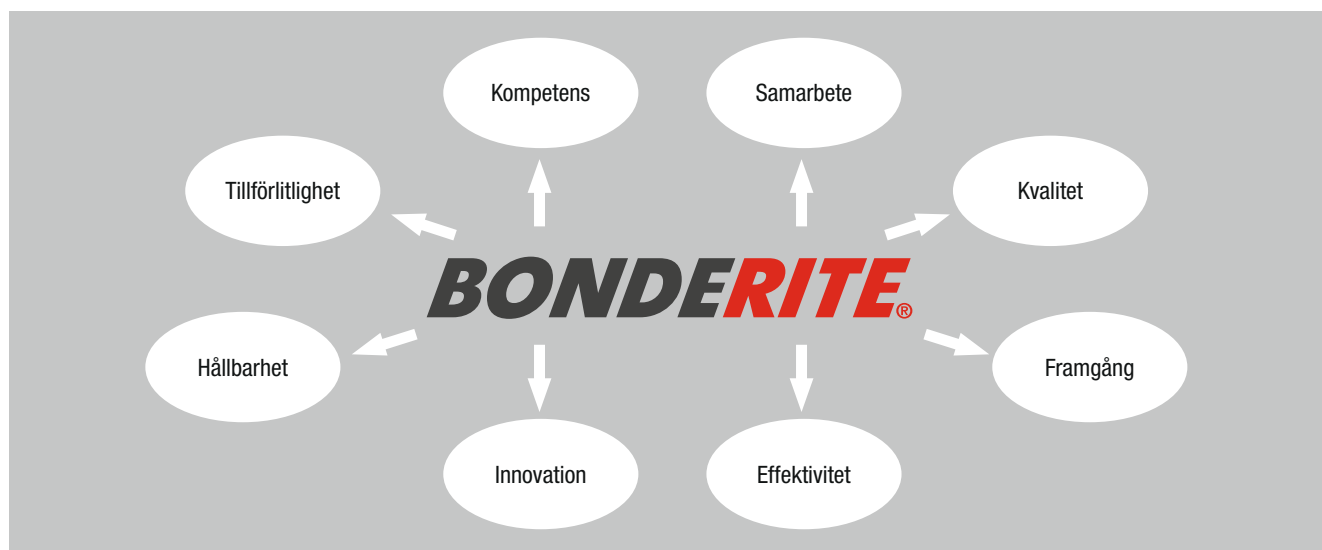 Kompetens
Samarbete
Tillförlitlighet
Kvalitet
BONDERITE®
Hållbarhet
Framgång
Innovation
Effektivitet